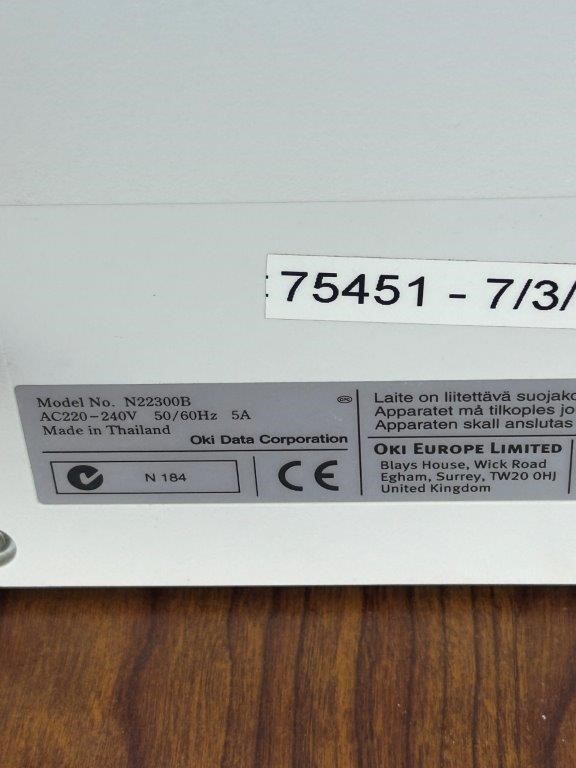 75451 - 7/3/
Model No. N22300B
AC220-240V 50/60Hz 5A
Made in Thailand
Oki Data Corporation
N 184
CE
Laite on liitettävä
Apparatet må tilkoples
Apparaten skall anslutas
OKI EUROPE LIMITED
Blays House, Wick Road
Egham, Surrey, TW20 0HJ
United Kingdom